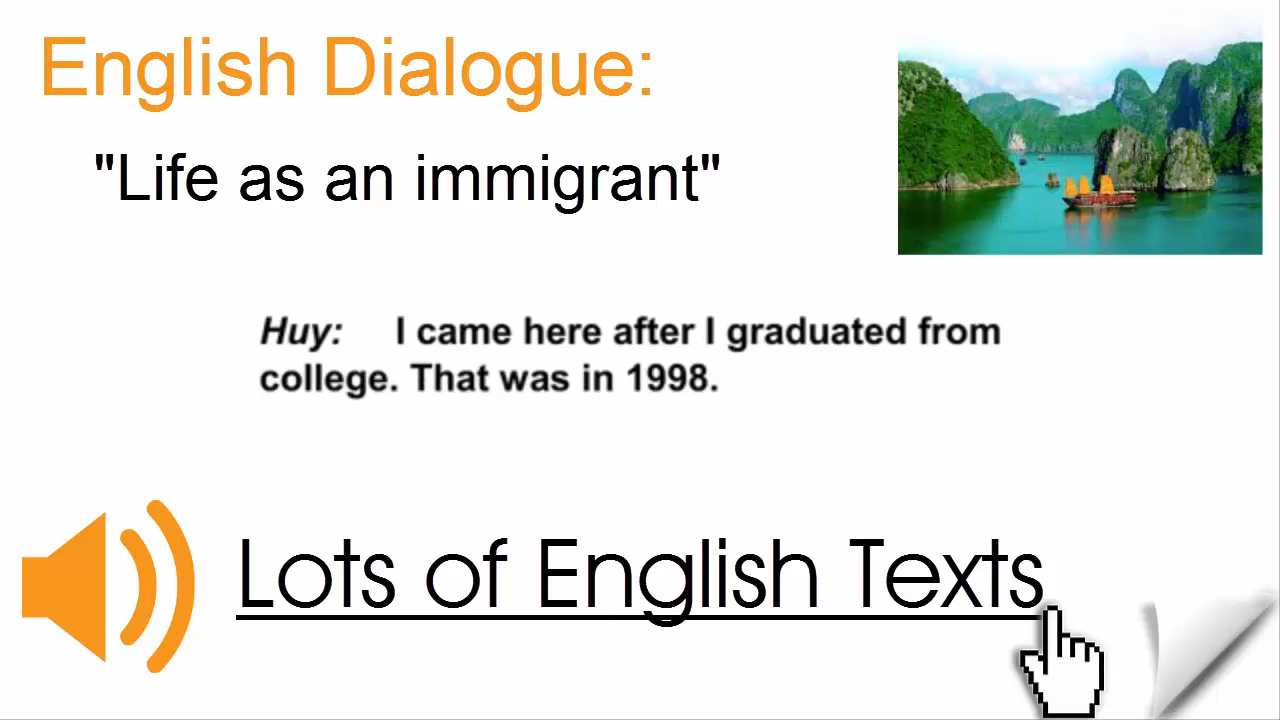 English Dialogue:
"Life as an immigrant"
Huy: I came here after I graduated from
college. That was in 1998.
Lots of English Texts